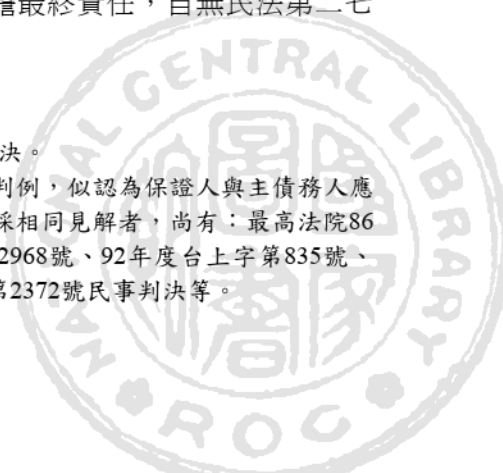 擔最終責任，自無民法第二七
決。
判例，似認為保證人與主債務人應
採相同見解者，尚有：最高法院86
2968號、92年度台上字第835號、
第2372號民事判決等。
NATIONAL CENTRAL LIBRARY
ROC